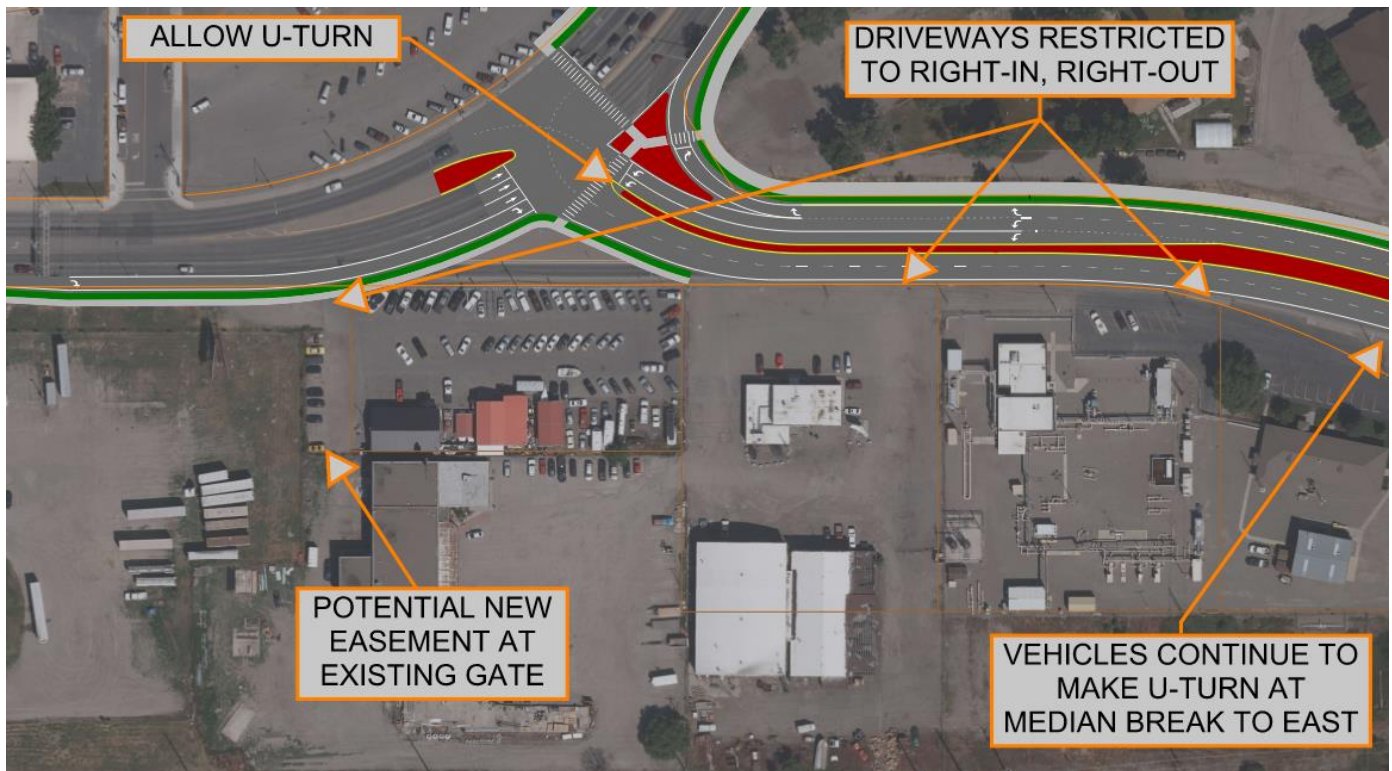 ALLOW U-TURN
DRIVEWAYS RESTRICTED
TO RIGHT-IN, RIGHT-OUT
POTENTIAL NEW
EASEMENT AT
EXISTING GATE
VEHICLES CONTINUE TO
MAKE U-TURN AT
MEDIAN BREAK TO EAST